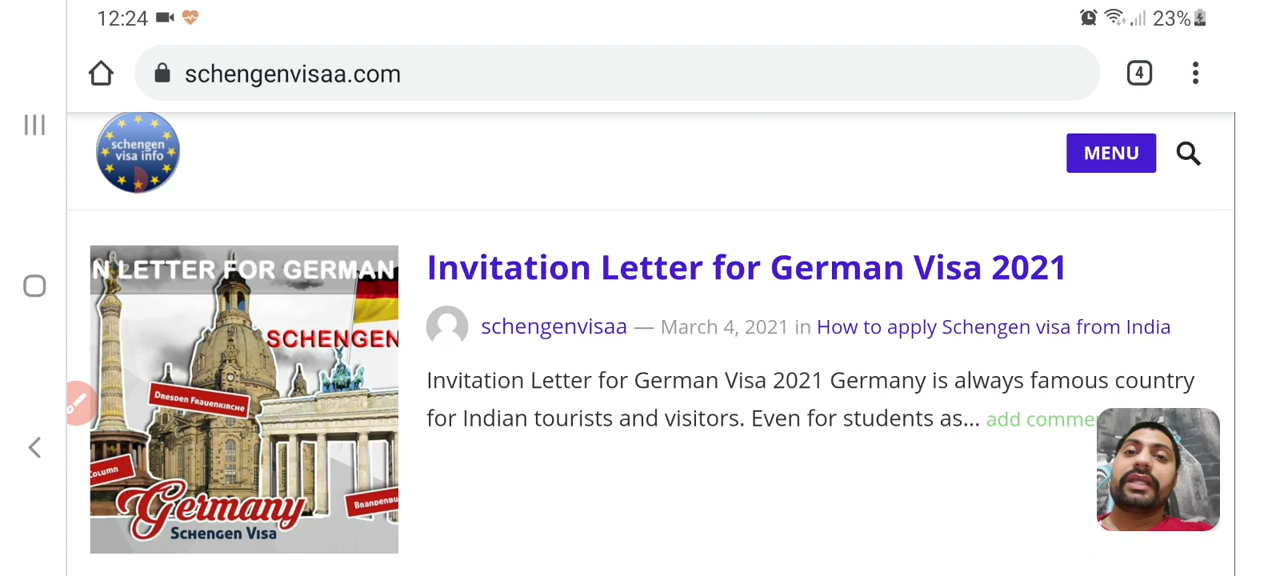 12:24
23%
schengenvisaa.com
4
schengen
visa info
MENU
N LETTER FOR GERMAN
SCHENGEN
Dresden Frauenkirche
Column
Brandenbu
Germany
Schengen Visa
Invitation Letter for German Visa 2021
schengenvisaa — March 4, 2021 in How to apply Schengen visa from India
Invitation Letter for German Visa 2021 Germany is always famous country
for Indian tourists and visitors. Even for students as... add comme